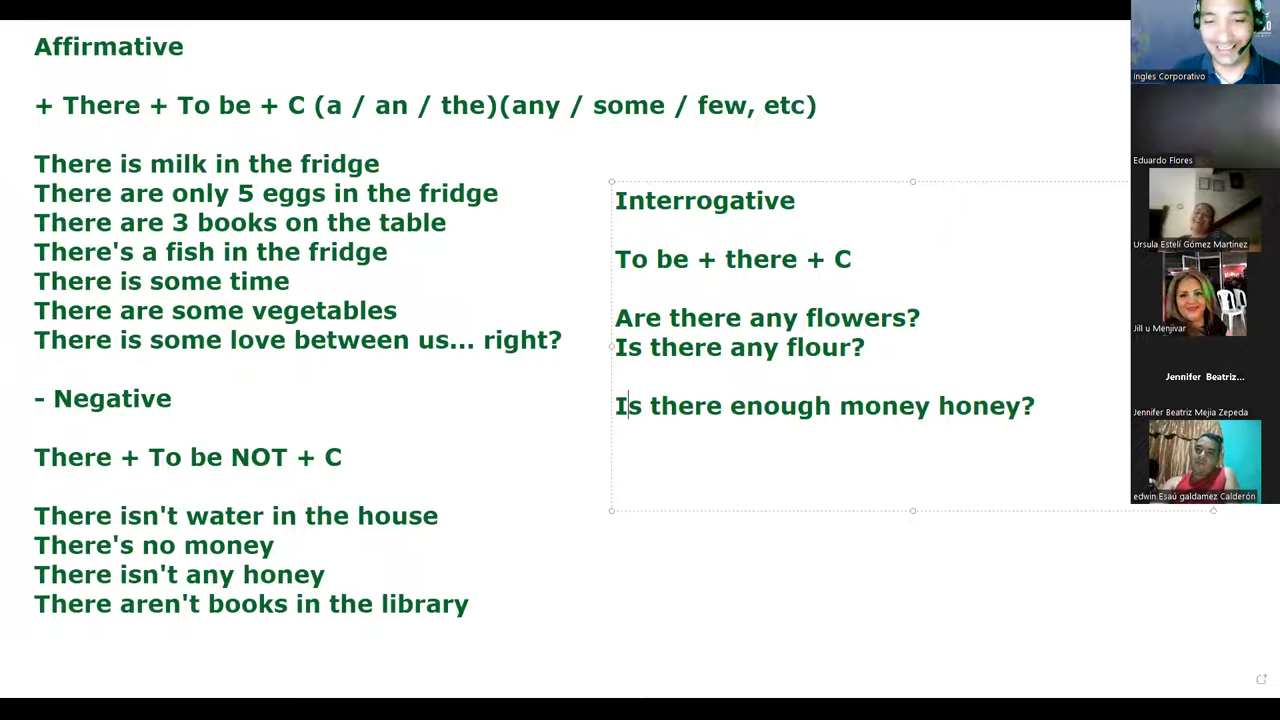 Affirmative
+ There + To be + C (a / an / the)(any / some / few, etc)
There is milk in the fridge
There are only 5 eggs in the fridge
There are 3 books on the table
There's a fish in the fridge
There is some time
There are some vegetables
There is some love between us... right?
- Negative
There + To be NOT + C
There isn't water in the house
There's no money
There isn't any honey
There aren't books in the library
Interrogative
To be + there + C
Are there any flowers?
Is there any flour?
Is there enough money honey?
Ingles Corporativo
Eduardo Flores
Ursula Estelí Gómez Martinez
Jill u Menjivar
Jennifer Beatriz...
Jennifer Beatriz Mejia Zepeda
edwin Esaú galdamez Calderón